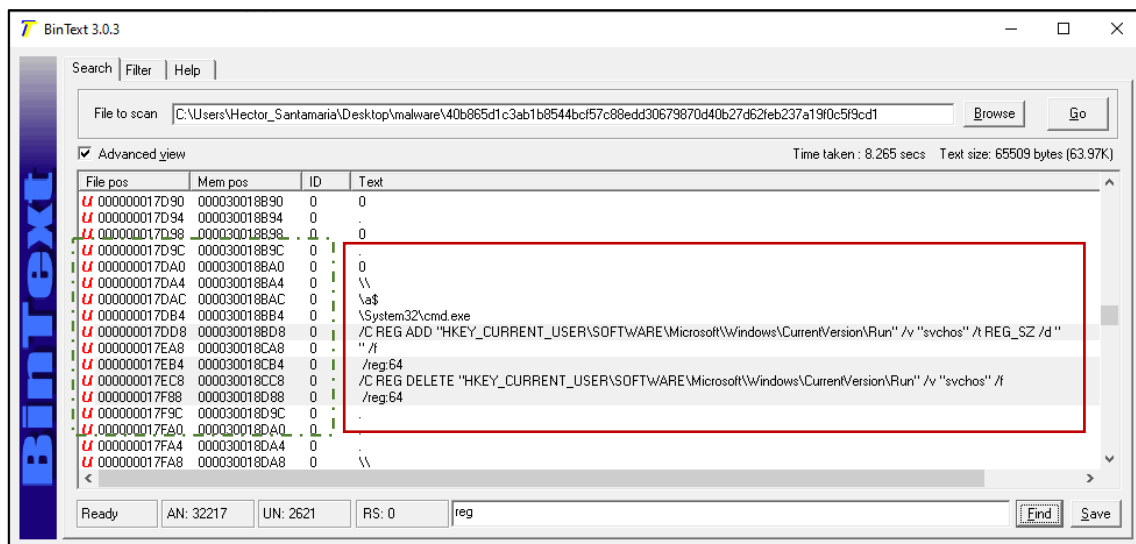 BinText 3.0.3
Search Filter Help
File to scan C:\Users\Hector_Santamaria\Desktop\malware\40b865d1c3ab1b8544bcf57c88edd30679870d40b27d62feb237a19f0c5f9cd1 Browse Go
Advanced view Time taken : 8.265 secs Text size: 65509 bytes (63.97K)
File pos Mem pos ID Text
U 000000017D90 000030018B90 0 0
U 000000017D94 000030018B94 0 .
U 000000017D98 000030018B98 0 0
U 000000017D9C 000030018B9C 0 .
U 000000017DA0 000030018BA0 0 0
U 000000017DA4 000030018BA4 0 \\
U 000000017DAC 000030018BAC 0 \a$
U 000000017DB4 000030018BB4 0 \System32\cmd.exe
U 000000017DD8 000030018BD8 0 /C REG ADD "HKEY_CURRENT_USER\SOFTWARE\Microsoft\Windows\CurrentVersion\Run" /v "svchos" /t REG_SZ /d "
U 000000017EA8 000030018CA8 0 " /f
U 000000017EB4 000030018CB4 0 /reg:64
U 000000017EC8 000030018CC8 0 /C REG DELETE "HKEY_CURRENT_USER\SOFTWARE\Microsoft\Windows\CurrentVersion\Run" /v "svchos" /f
U 000000017F88 000030018D88 0 /reg:64
U 000000017F9C 000030018D9C 0 .
U 000000017FA0 000030018DA0 0 .
U 000000017FA4 000030018DA4 0 .
U 000000017FA8 000030018DA8 0 \\
BinText
Ready AN: 32217 UN: 2621 RS: 0 reg Find Save